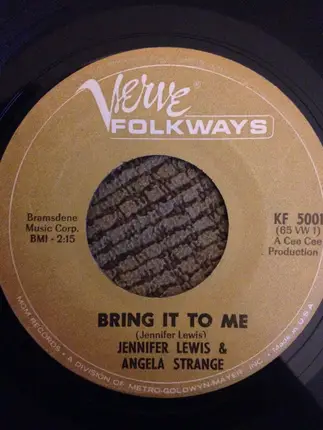 Verve
FOLKWAYS
Bramsdene
Music Corp.
BMI - 2:15
KF 5001
(65 VW 1)
A Cee Cee
Production
BRING IT TO ME
(Jennifer Lewis)
JENNIFER LEWIS &
ANGELA STRANGE
MGM RECORDS • A DIVISION OF METRO-GOLDWYN-MAYER, INC. • Made in U.S.A.